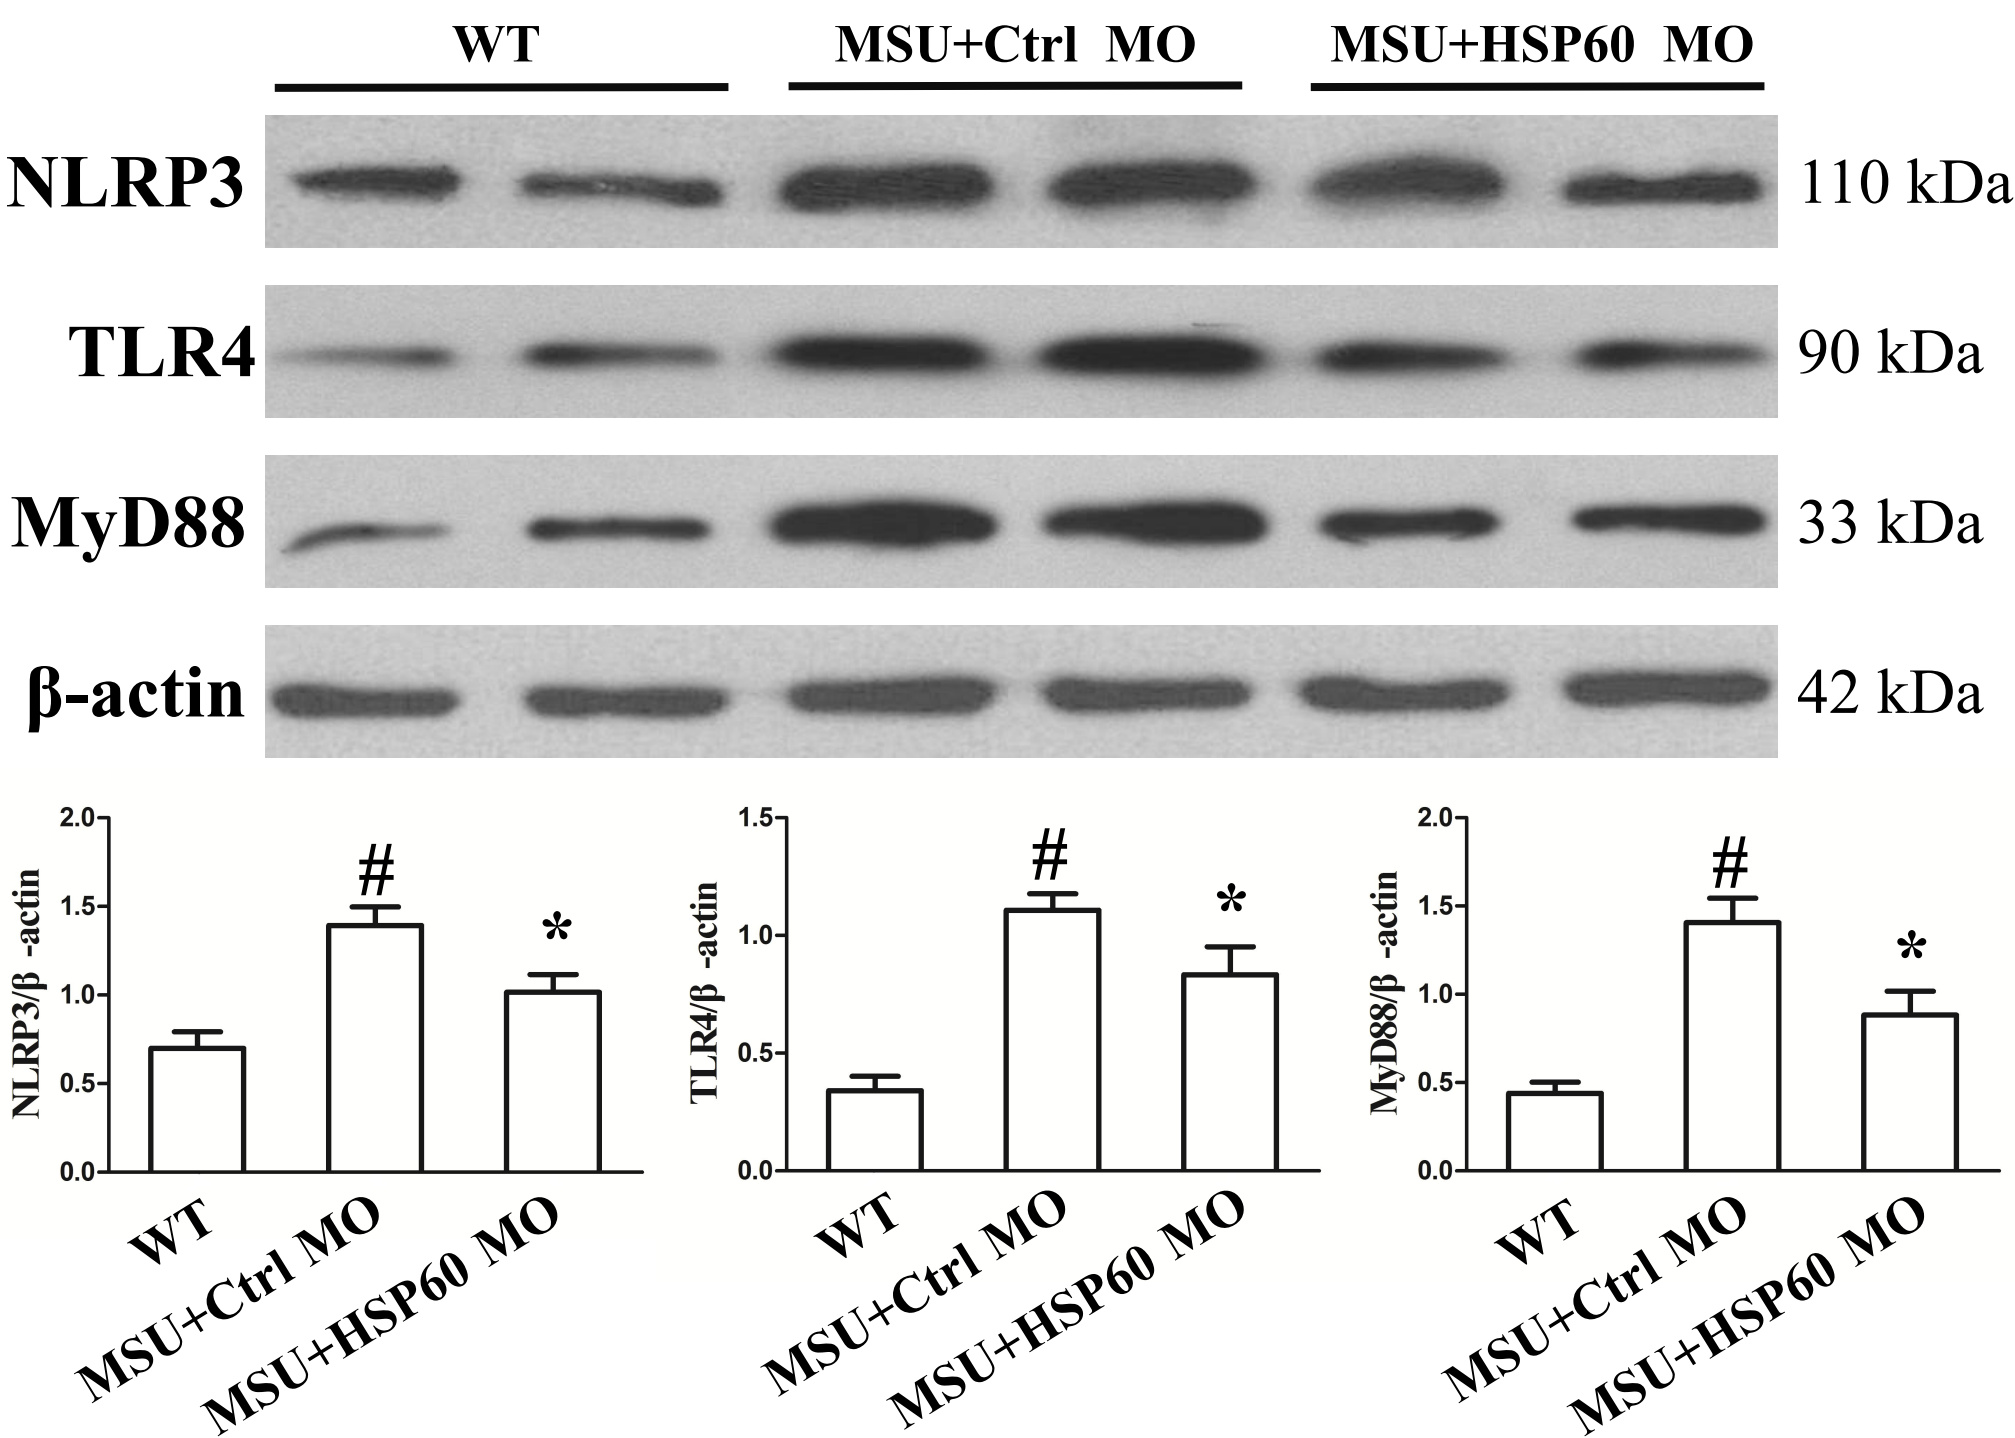 WT MSU+Ctrl MO MSU+HSP60 MO
NLRP3 110 kDa
TLR4 90 kDa
MyD88 33 kDa
β-actin 42 kDa
NLRP3/β -actin
2.0
1.5
1.0
0.5
0.0
#
*
WT
MSU+Ctrl MO
MSU+HSP60 MO
TLR4/β -actin
1.5
1.0
0.5
0.0
#
*
WT
MSU+Ctrl MO
MSU+HSP60 MO
MyD88/β -actin
2.0
1.5
1.0
0.5
0.0
#
*
WT
MSU+Ctrl MO
MSU+HSP60 MO